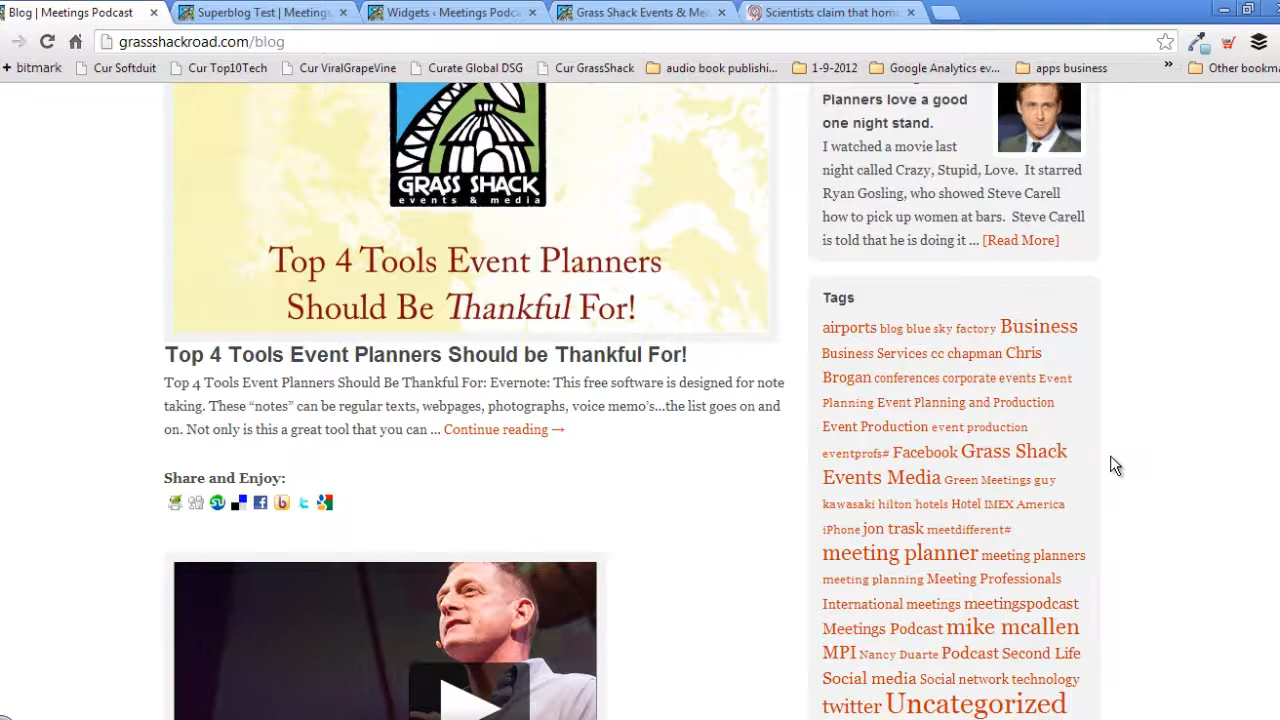 Blog | Meetings Podcast
Superblog Test | Meetings
Widgets ‹ Meetings Podca
Grass Shack Events & Me
Scientists claim that horn
grassshackroad.com/blog
+ bitmark
Cur Softduit
Cur Top10Tech
Cur ViralGrapeVine
Curate Global DSG
Cur GrassShack
audio book publishi...
1-9-2012
Google Analytics ev...
apps business
»
Other bookma
GRASS SHACK
events & media
Top 4 Tools Event Planners
Should Be Thankful For!
Top 4 Tools Event Planners Should be Thankful For!
Top 4 Tools Event Planners Should Be Thankful For: Evernote: This free software is designed for note
taking. These “notes” can be regular texts, webpages, photographs, voice memo’s...the list goes on and
on. Not only is this a great tool that you can ... Continue reading →
Share and Enjoy:
Planners love a good
one night stand.
I watched a movie last
night called Crazy, Stupid, Love. It starred
Ryan Gosling, who showed Steve Carell
how to pick up women at bars. Steve Carell
is told that he is doing it ... [Read More]
Tags
airports blog blue sky factory Business
Business Services cc chapman Chris
Brogan conferences corporate events Event
Planning Event Planning and Production
Event Production event production
eventprofs# Facebook Grass Shack
Events Media Green Meetings guy
kawasaki hilton hotels Hotel IMEX America
iPhone jon trask meetdifferent#
meeting planner meeting planners
meeting planning Meeting Professionals
International meetings meetingspodcast
Meetings Podcast mike mcallen
MPI Nancy Duarte Podcast Second Life
Social media Social network technology
twitter Uncategorized